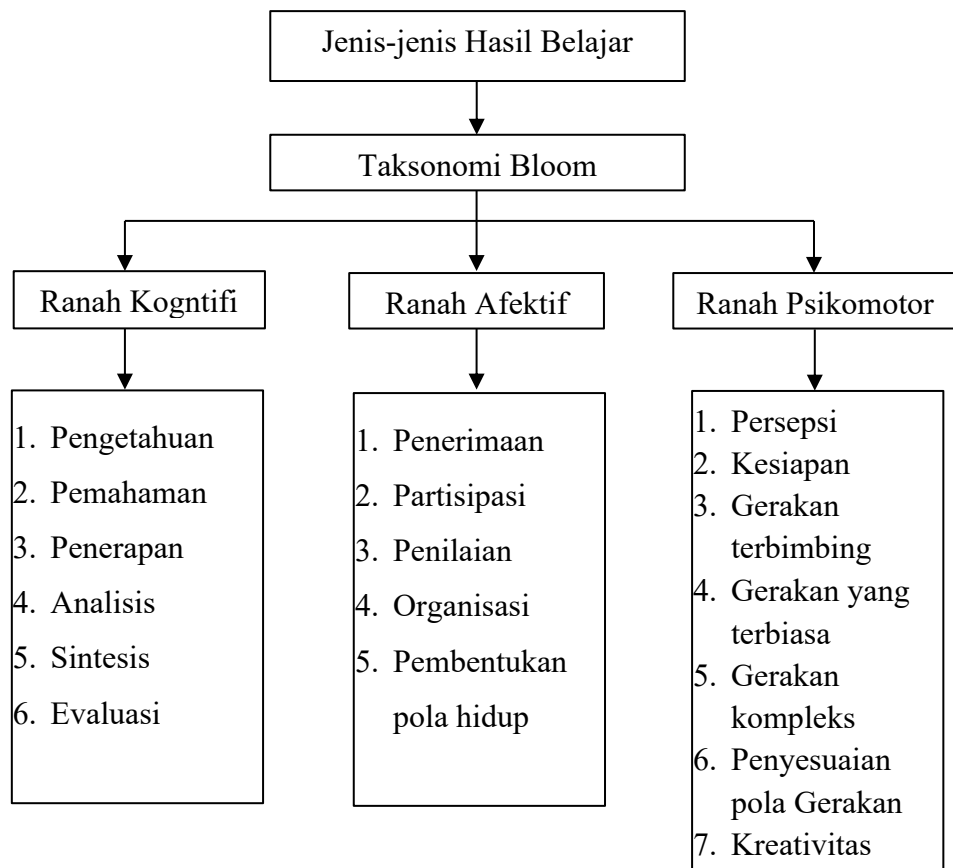 Jenis-jenis Hasil Belajar
Taksonomi Bloom
Ranah Kogntifi
Ranah Afektif
Ranah Psikomotor
1. Pengetahuan
2. Pemahaman
3. Penerapan
4. Analisis
5. Sintesis
6. Evaluasi
1. Penerimaan
2. Partisipasi
3. Penilaian
4. Organisasi
5. Pembentukan
pola hidup
1. Persepsi
2. Kesiapan
3. Gerakan
terbimbing
4. Gerakan yang
terbiasa
5. Gerakan
kompleks
6. Penyesuaian
pola Gerakan
7. Kreativitas